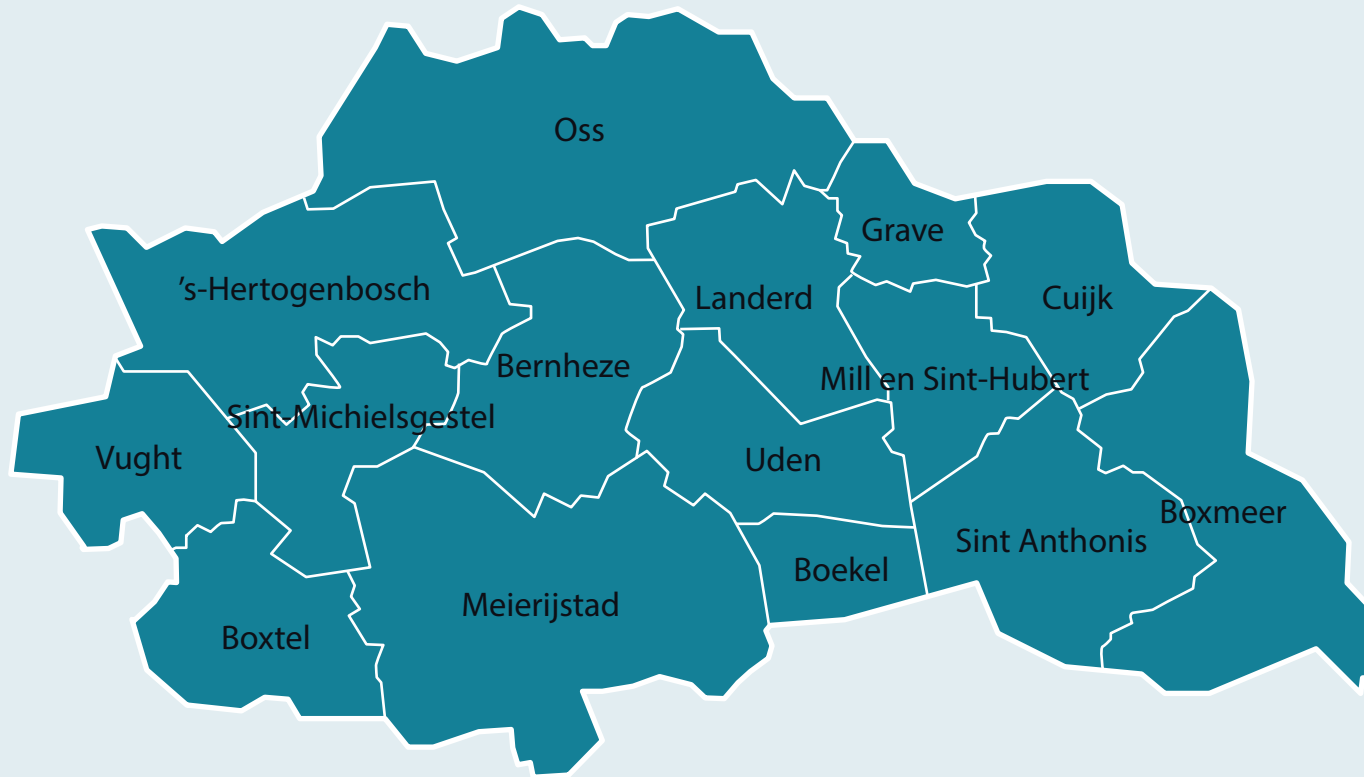 Oss
Grave
's-Hertogenbosch
Landerd
Cuijk
Bernheze
Mill en Sint-Hubert
Sint-Michielsgestel
Vught
Uden
Boxmeer
Sint Anthonis
Boekel
Meierijstad
Boxtel